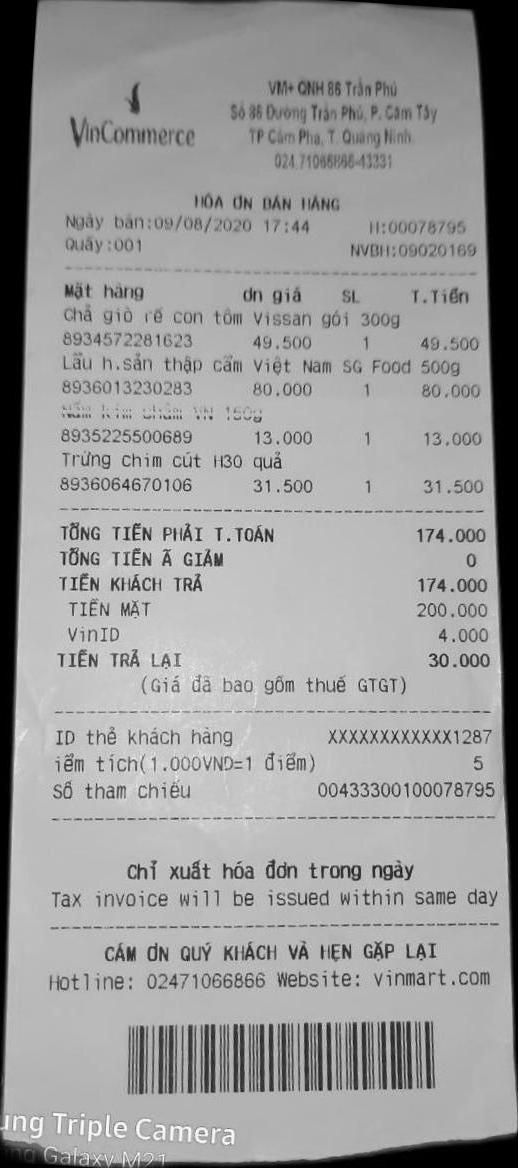 VinCommerce
VM+ QNH 86 Trần Phú
Số 86 Đường Trần Phú, P. Cẩm Tây
TP Cẩm Phả, T. Quảng Ninh
024.71066866-43331
HÓA ƠN BÁN HÀNG
Ngày bán:09/08/2020 17:44 H:00078795
Quầy:001 NVBH:09020169
Mặt hàng ơn giá SL T.Tiền
Chả giò rế con tôm Vissan gói 300g
8934572281623 49.500 1 49.500
Lẩu h.sản thập cẩm Việt Nam SG Food 500g
8936013230283 80.000 1 80.000
Nấm kim châm VN 150g
8935225500689 13.000 1 13.000
Trứng chim cút H30 quả
8936064670106 31.500 1 31.500
TỔNG TIỀN PHẢI T.TOÁN 174.000
TỔNG TIỀN Ã GIẢM 0
TIỀN KHÁCH TRẢ 174.000
TIỀN MẶT 200.000
VinID 4.000
TIỀN TRẢ LẠI 30.000
(Giá đã bao gồm thuế GTGT)
ID thẻ khách hàng XXXXXXXXXXXX1287
iểm tích(1.000VND=1 điểm) 5
Số tham chiếu 00433300100078795
Chỉ xuất hóa đơn trong ngày
Tax invoice will be issued within same day
CÁM ƠN QUÝ KHÁCH VÀ HẸN GẶP LẠI
Hotline: 02471066866 Website: vinmart.com
ung Triple Camera
Galaxy M21